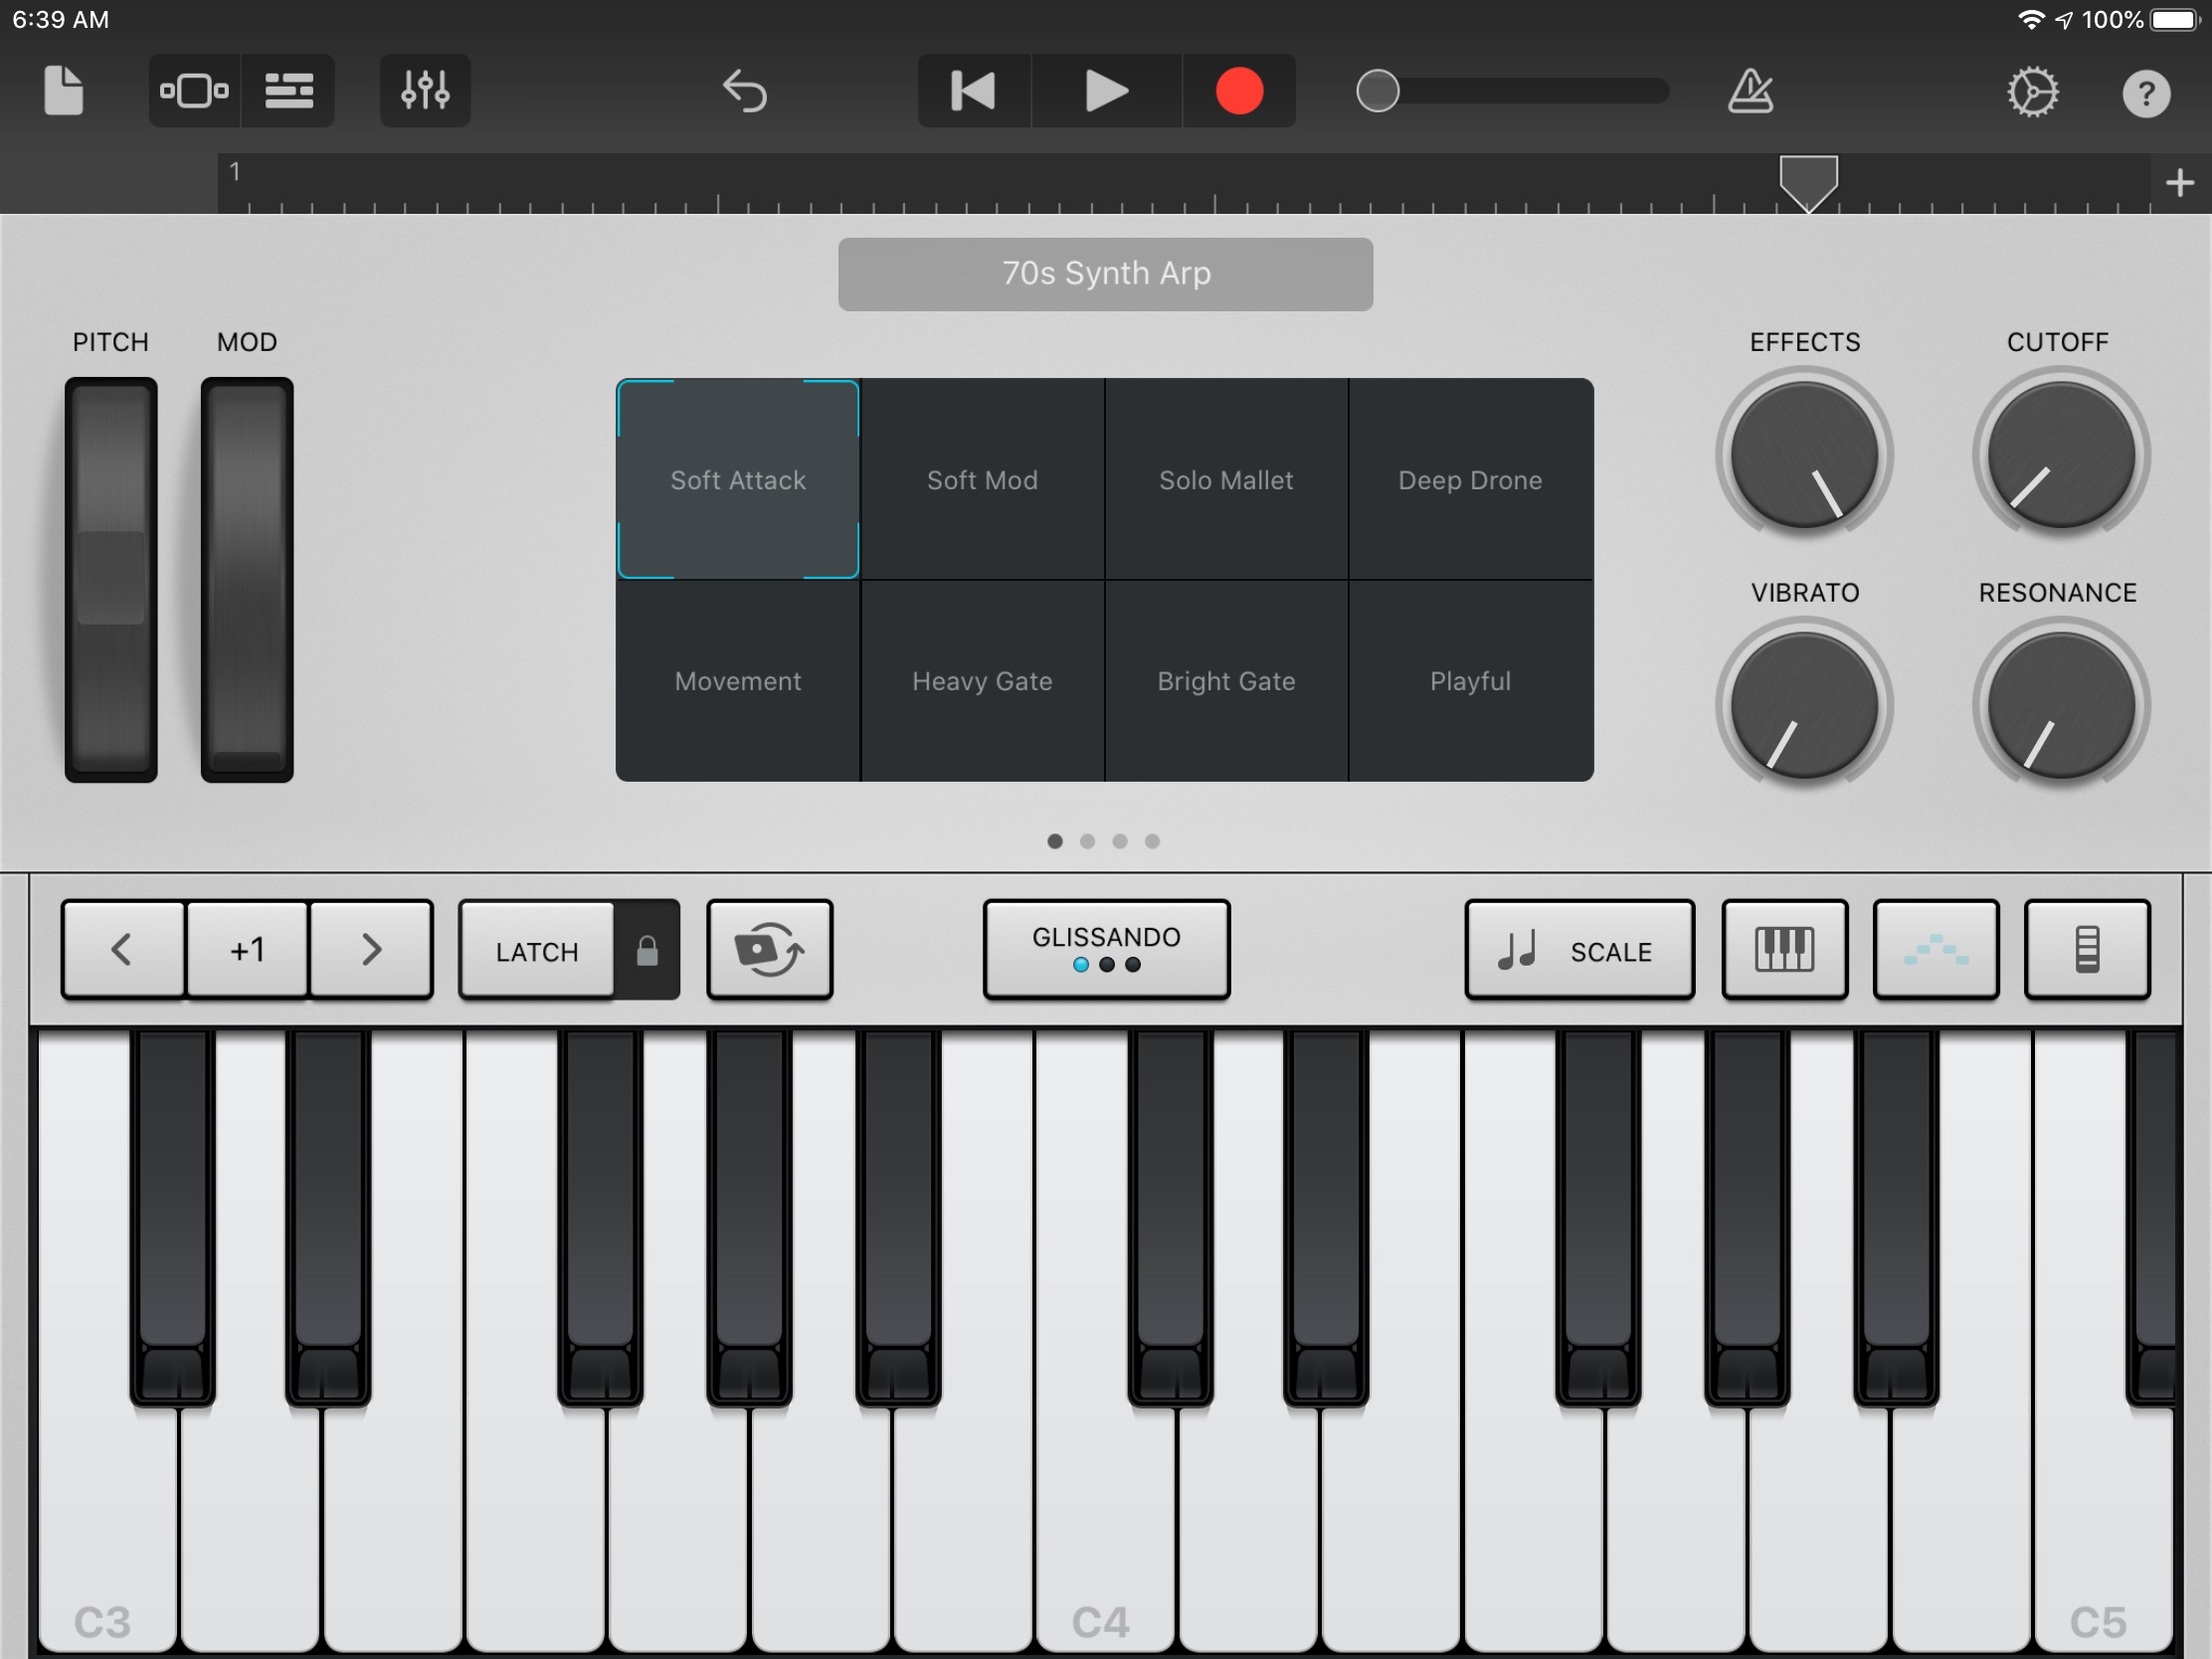 6:39 AM
100%
?
1
+
70s Synth Arp
PITCH MOD
EFFECTS CUTOFF
Soft Attack Soft Mod Solo Mallet Deep Drone
VIBRATO RESONANCE
Movement Heavy Gate Bright Gate Playful
+1
LATCH
GLISSANDO
SCALE
C3 C4 C5